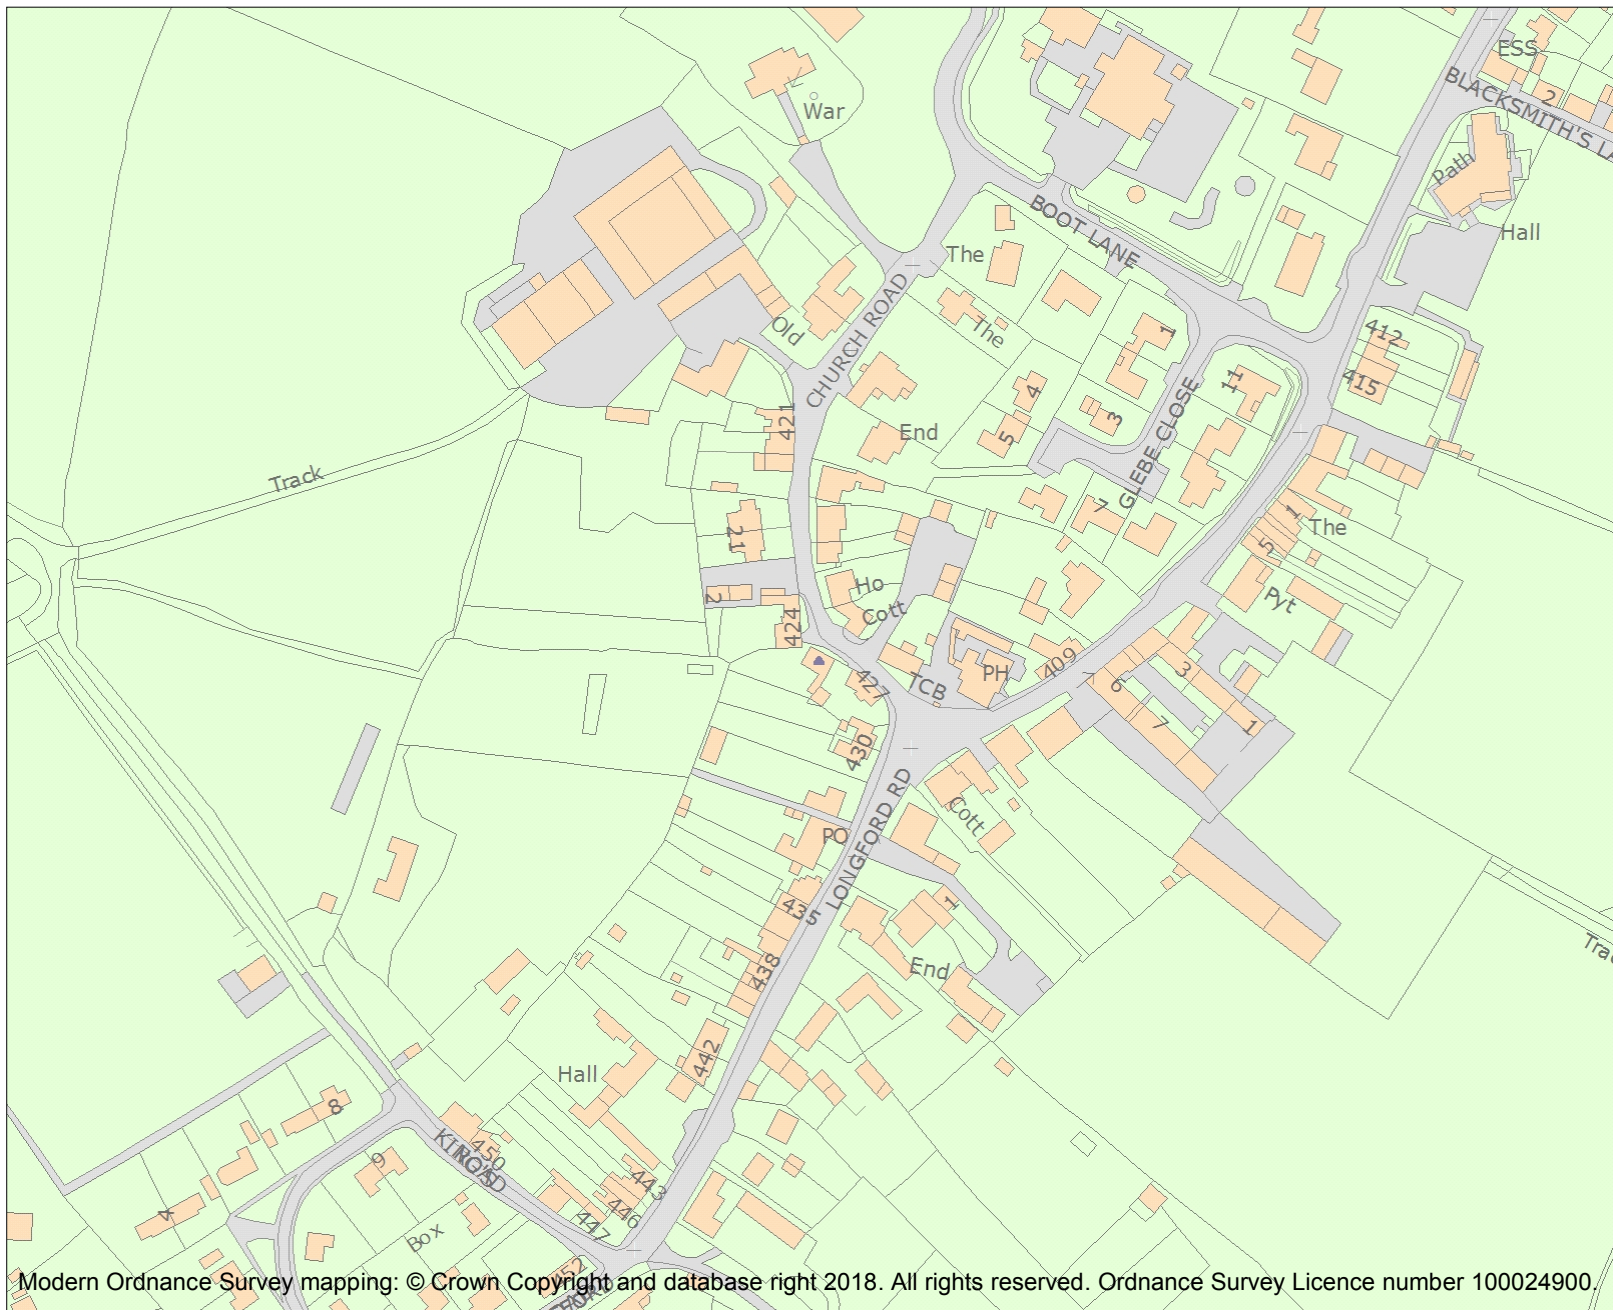 ESS
BLACKSMITH'S LA
2
War
Path
Hall
BOOT LANE
The
CHURCH ROAD
Old
The
1
412
415
11
4
3
5
End
421
GLEBE CLOSE
7
Track
21
1
The
5
Ho
Cott
2
424
Pyt
427
TCB
PH
409
6
3
7
1
430
LONGFORD RD
Cott
PO
435
1
438
End
Trac
442
Hall
8
450
KING'S
ROAD
9
4
443
446
447
Box
452
Modern Ordnance Survey mapping: © Crown Copyright and database right 2018. All rights reserved. Ordnance Survey Licence number 100024900.